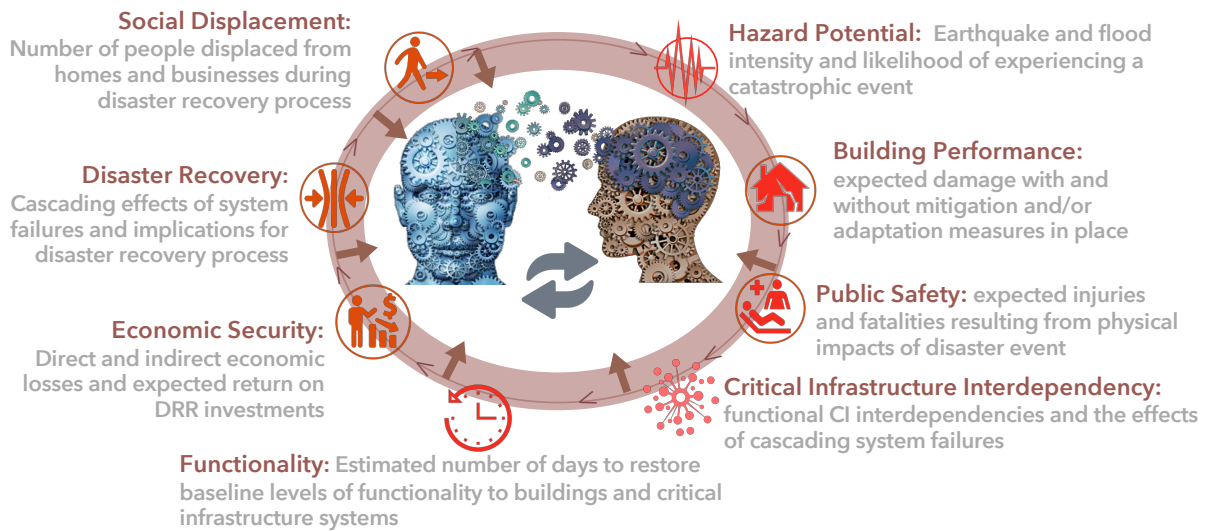 Social Displacement:
Number of people displaced from
homes and businesses during
disaster recovery process
Hazard Potential: Earthquake and flood
intensity and likelihood of experiencing a
catastrophic event
Building Performance:
expected damage with and
without mitigation and/or
adaptation measures in place
Disaster Recovery:
Cascading effects of system
failures and implications for
disaster recovery process
Public Safety: expected injuries
and fatalities resulting from physical
impacts of disaster event
Economic Security:
Direct and indirect economic
losses and expected return on
DRR investments
Critical Infrastructure Interdependency:
functional CI interdependencies and the effects
of cascading system failures
Functionality: Estimated number of days to restore
baseline levels of functionality to buildings and critical
infrastructure systems